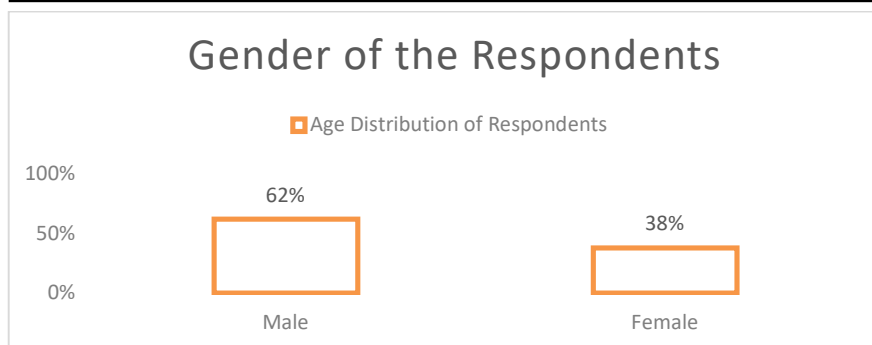 Gender of the Respondents
Age Distribution of Respondents
100%
62%
38%
50%
0%
Male Female